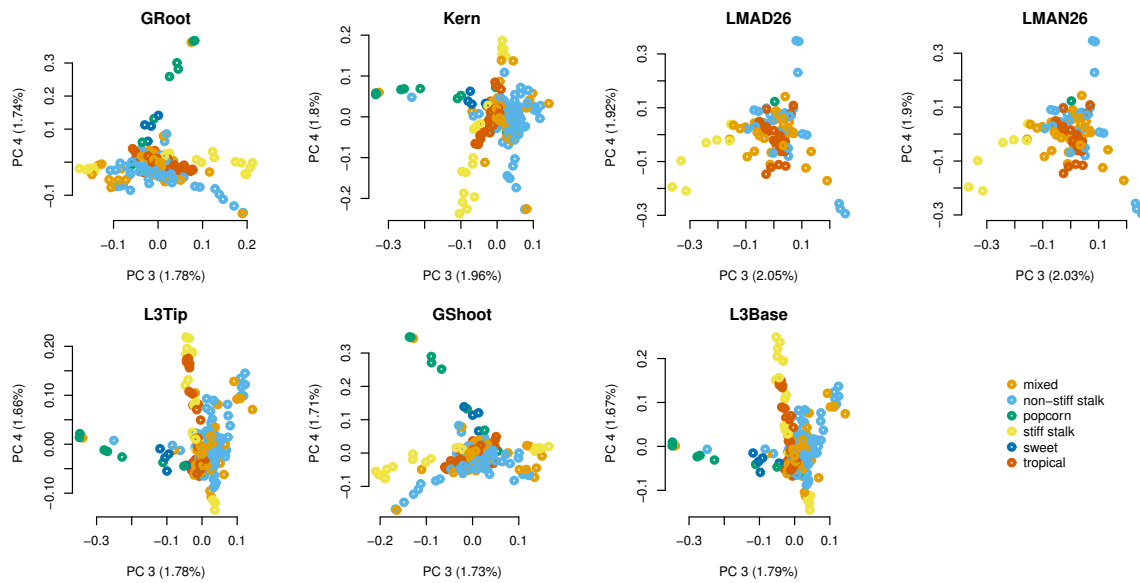 GRoot
Kern
LMAD26
LMAN26
PC 4 (1.74%)
−0.1 0.1 0.3
−0.1 0.0 0.1 0.2
PC 3 (1.78%)
PC 4 (1.8%)
−0.2 −0.1 0.0 0.1 0.2
−0.3 −0.1 0.1
PC 3 (1.96%)
PC 4 (1.92%)
−0.3 −0.1 0.1 0.3
−0.3 −0.1 0.1
PC 3 (2.05%)
PC 4 (1.9%)
−0.3 −0.1 0.1 0.3
−0.3 −0.1 0.1
PC 3 (2.03%)
L3Tip
GShoot
L3Base
PC 4 (1.66%)
−0.10 0.00 0.10 0.20
−0.3 −0.1 0.1
PC 3 (1.78%)
PC 4 (1.71%)
−0.1 0.0 0.1 0.2 0.3
−0.2 −0.1 0.0 0.1
PC 3 (1.73%)
PC 4 (1.67%)
−0.1 0.0 0.1 0.2
−0.3 −0.1 0.1
PC 3 (1.79%)
mixed
non−stiff stalk
popcorn
stiff stalk
sweet
tropical